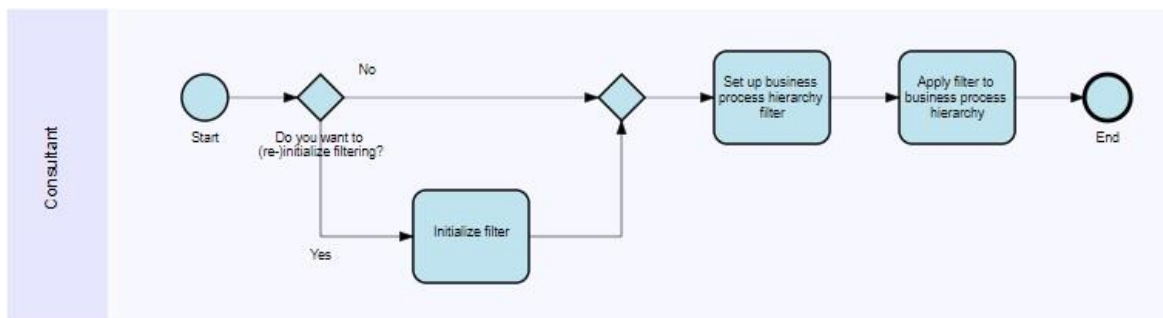 Consultant
Start
Do you want to
(re-)initialize filtering?
No
Yes
Initialize filter
Set up business
process hierarchy
filter
Apply filter to
business process
hierarchy
End